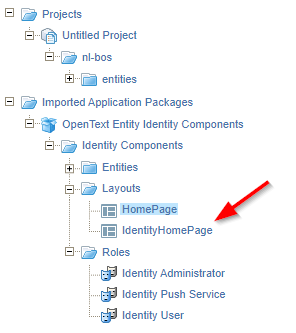 Projects
Untitled Project
nl-bos
entities
Imported Application Packages
OpenText Entity Identity Components
Identity Components
Entities
Layouts
HomePage
IdentityHomePage
Roles
Identity Administrator
Identity Push Service
Identity User